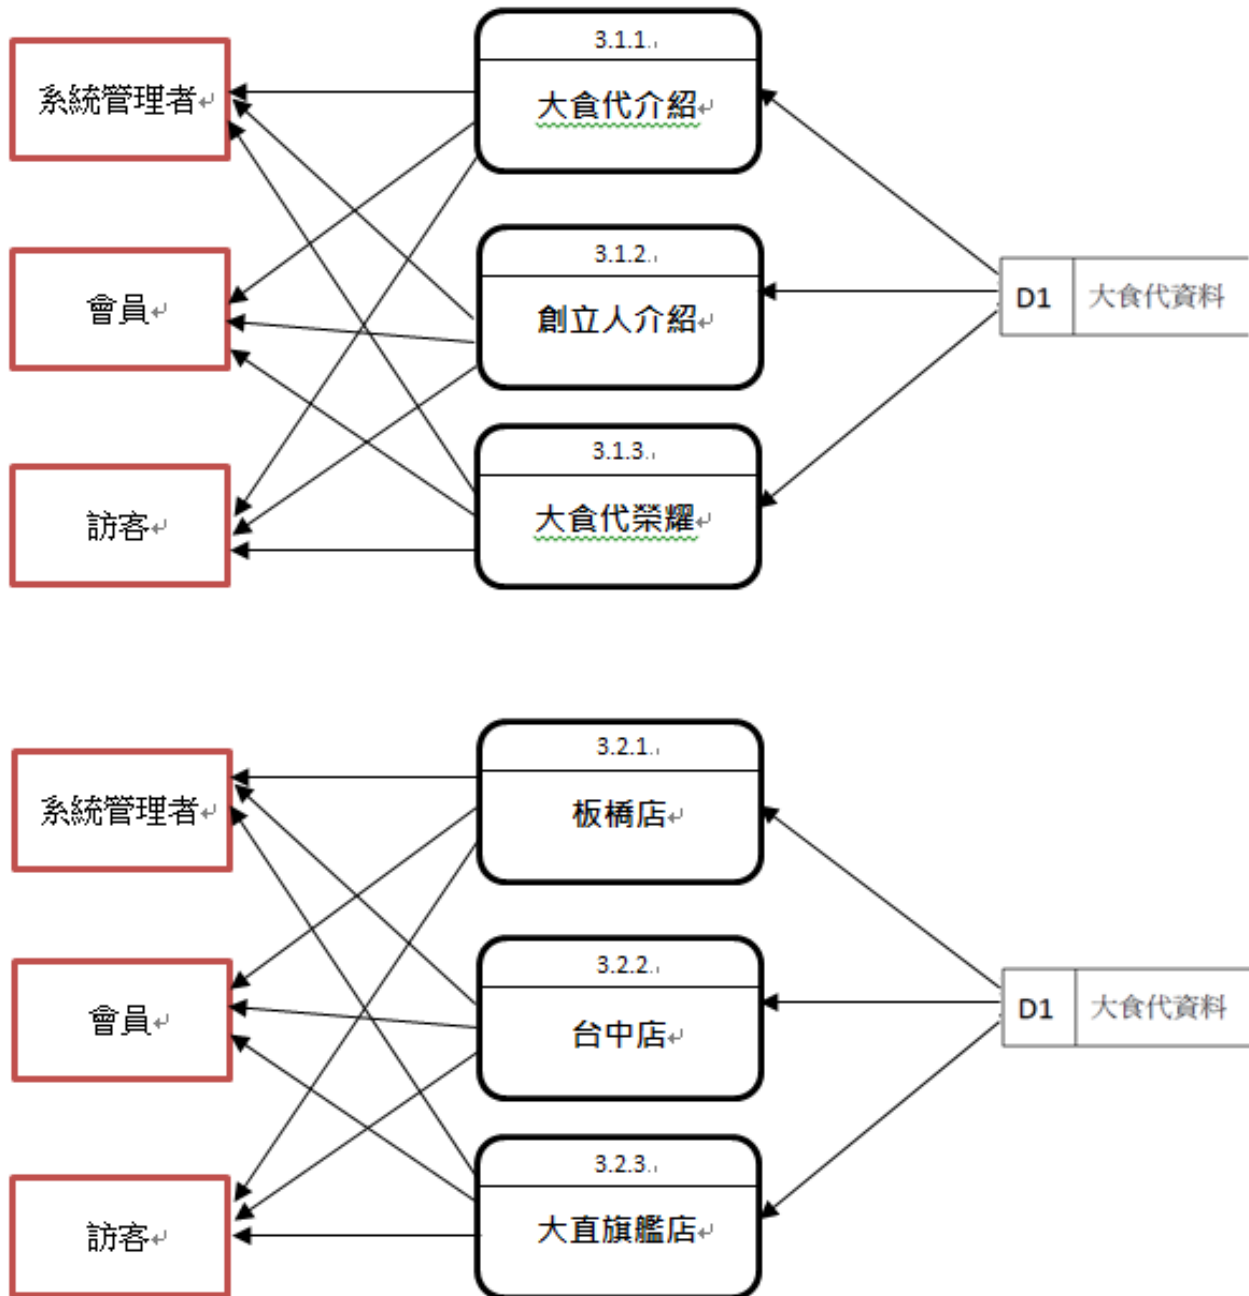 3.1.1.
系統管理者
大食代介紹
3.1.2.
會員
創立人介紹
D1 大食代資料
3.1.3.
訪客
大食代榮耀
3.2.1.
系統管理者
板橋店
3.2.2.
會員
台中店
D1 大食代資料
3.2.3.
訪客
大直旗艦店